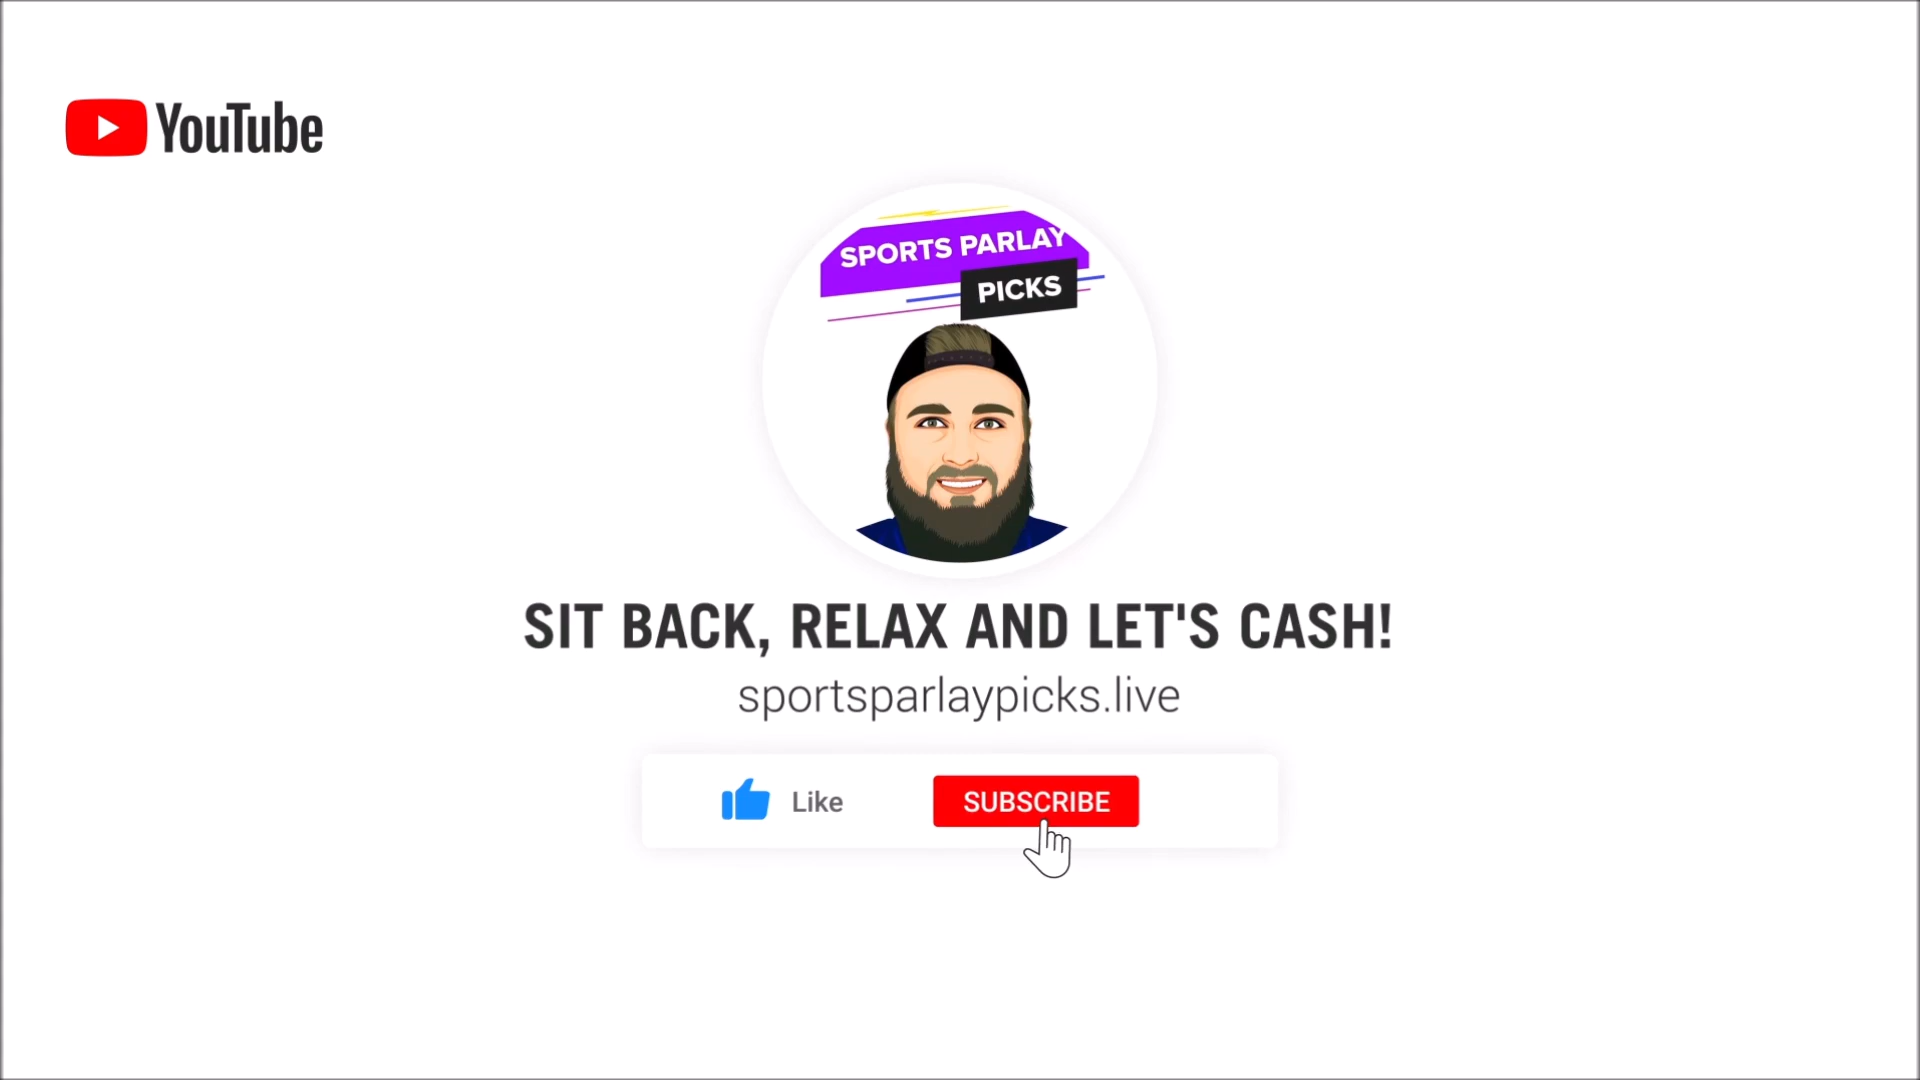 YouTube
SPORTS PARLAY
PICKS
SIT BACK, RELAX AND LET'S CASH!
sportsparlaypicks.live
Like
SUBSCRIBE